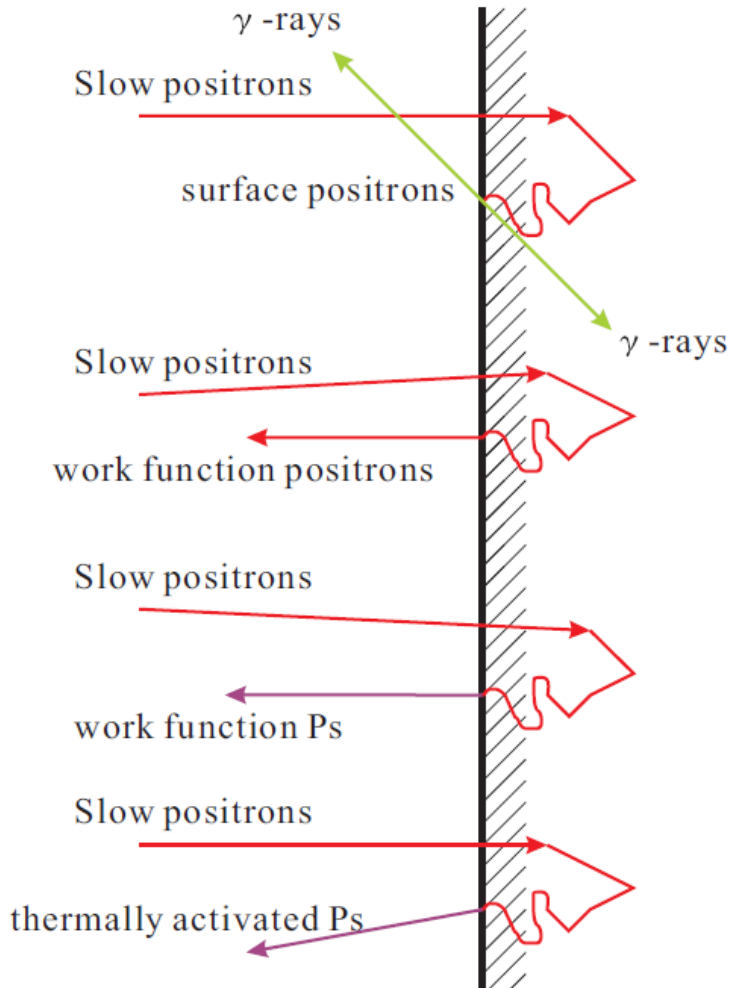 γ -rays
Slow positrons
surface positrons
γ -rays
Slow positrons
work function positrons
Slow positrons
work function Ps
Slow positrons
thermally activated Ps